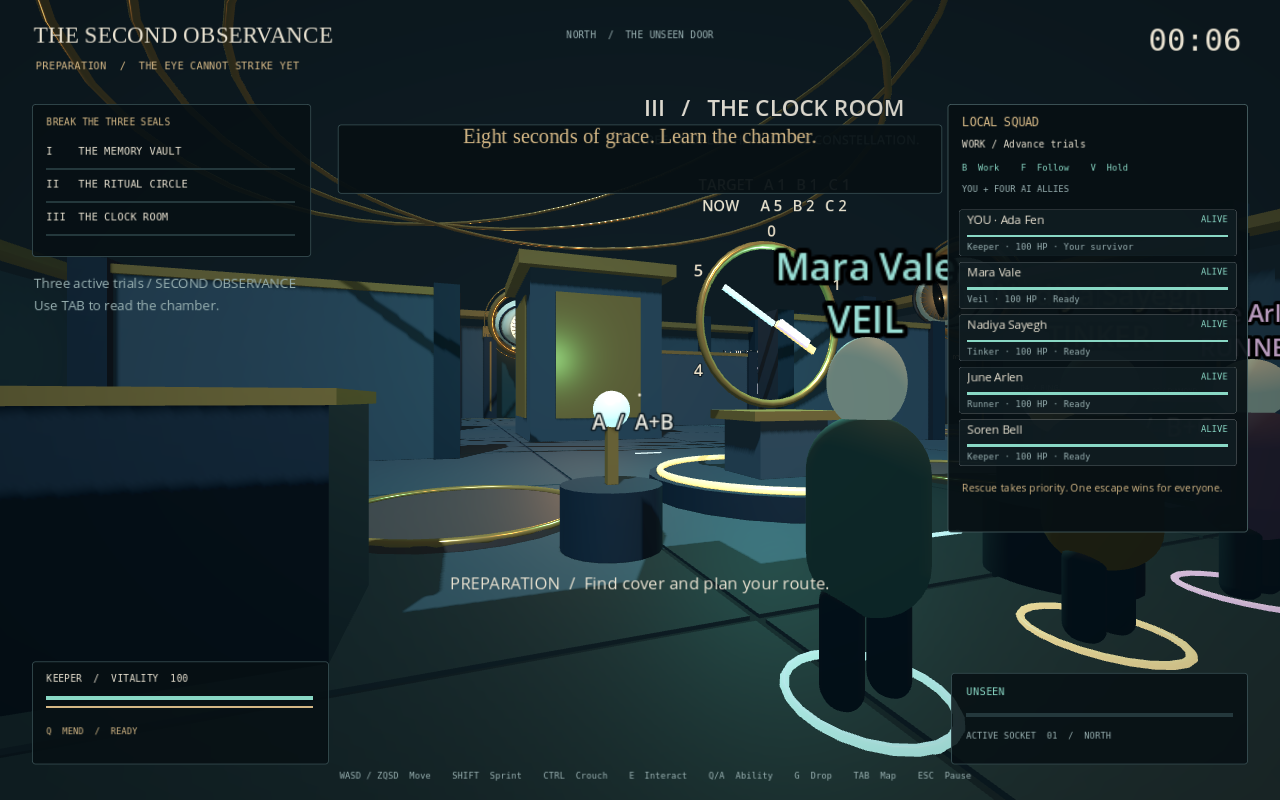 THE SECOND OBSERVANCE
PREPARATION / THE EYE CANNOT STRIKE YET
NORTH / THE UNSEEN DOOR
00:06
BREAK THE THREE SEALS
I THE MEMORY VAULT
II THE RITUAL CIRCLE
III THE CLOCK ROOM
Three active trials / SECOND OBSERVANCE
Use TAB to read the chamber.
III / THE CLOCK ROOM
Eight seconds of grace. Learn the chamber.
CONSTELLATION.
TARGET A1 B1 C1
NOW A5 B2 C2
0
5
1
4
Mara Vale
VEIL
A / A+B
LOCAL SQUAD
WORK / Advance trials
B Work F Follow V Hold
YOU + FOUR AI ALLIES
YOU · Ada Fen ALIVE
Keeper · 100 HP · Your survivor
Mara Vale ALIVE
Veil · 100 HP · Ready
Nadiya Sayegh ALIVE
Tinker · 100 HP · Ready
June Arlen ALIVE
Runner · 100 HP · Ready
Soren Bell ALIVE
Keeper · 100 HP · Ready
Rescue takes priority. One escape wins for everyone.
PREPARATION / Find cover and plan your route.
KEEPER / VITALITY 100
Q MEND / READY
UNSEEN
ACTIVE SOCKET 01 / NORTH
WASD / ZQSD Move SHIFT Sprint CTRL Crouch E Interact Q/A Ability G Drop TAB Map ESC Pause